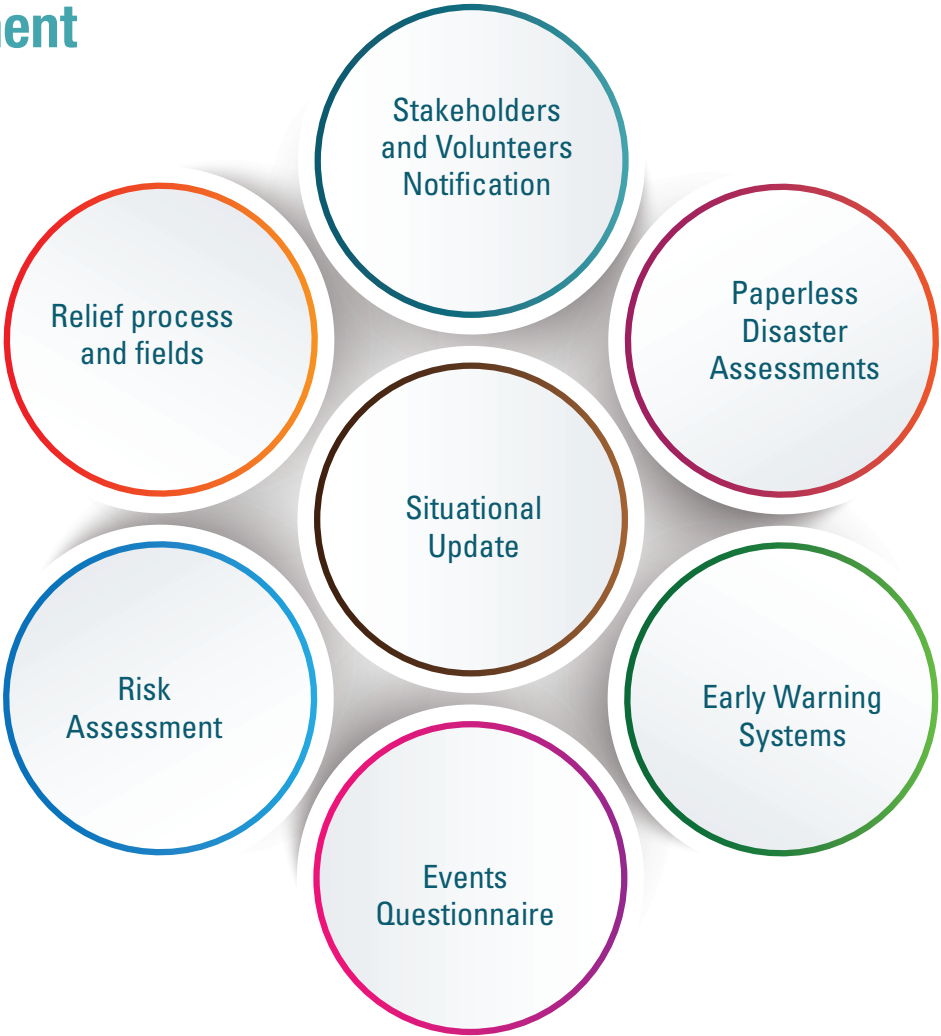 Stakeholders
and Volunteers
Notification
Relief process
and fields
Paperless
Disaster
Assessments
Situational
Update
Risk
Assessment
Early Warning
Systems
Events
Questionnaire